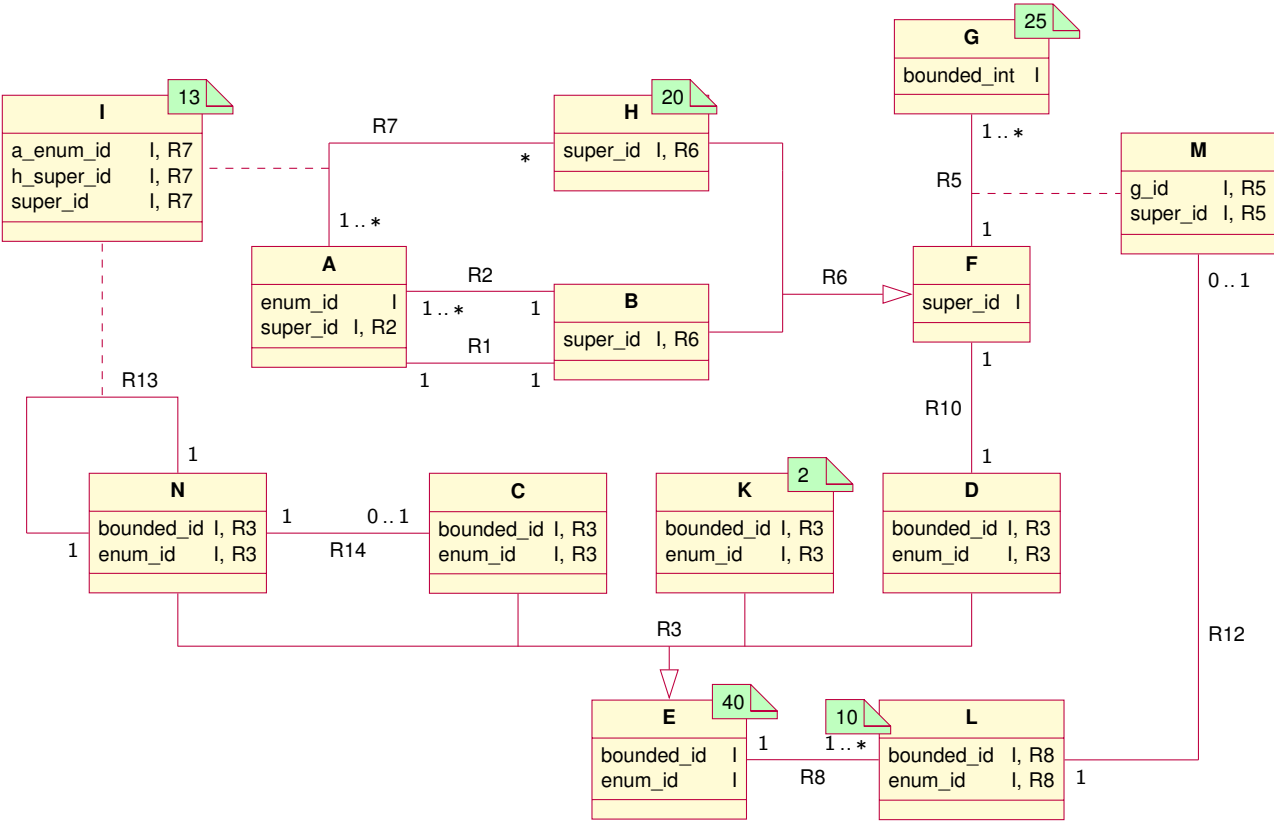 G
25
bounded_int I
I
13
a_enum_id I, R7
h_super_id I, R7
super_id I, R7
R7
*
H
20
super_id I, R6
1 .. *
R5
1
M
g_id I, R5
super_id I, R5
1 .. *
A
enum_id I
super_id I, R2
R2
1 .. *
1
R1
1
1
B
super_id I, R6
R6
F
super_id I
0 .. 1
1
R13
R10
1
1
N
bounded_id I, R3
enum_id I, R3
1
1
0 .. 1
R14
C
bounded_id I, R3
enum_id I, R3
K
2
bounded_id I, R3
enum_id I, R3
D
bounded_id I, R3
enum_id I, R3
R3
R12
E
40
bounded_id I
enum_id I
1
1 .. *
R8
10
L
bounded_id I, R8
enum_id I, R8
1